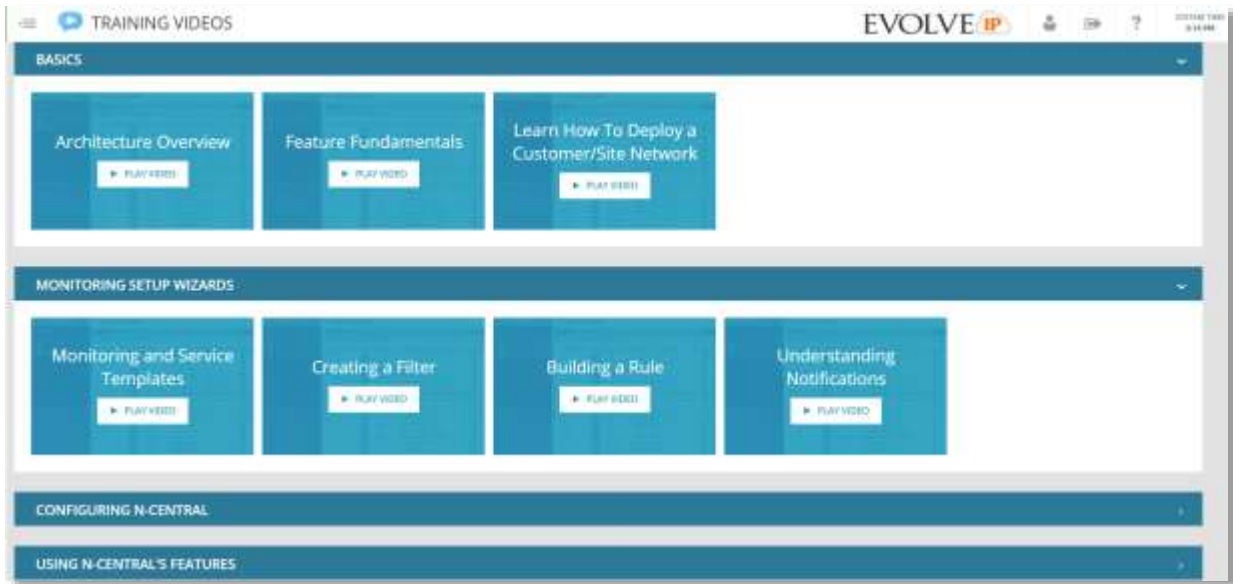 TRAINING VIDEOS
EVOLVE IP
?
BASICS
Architecture Overview
PLAY VIDEO
Feature Fundamentals
PLAY VIDEO
Learn How To Deploy a
Customer/Site Network
PLAY VIDEO
MONITORING SETUP WIZARDS
Monitoring and Service
Templates
PLAY VIDEO
Creating a Filter
PLAY VIDEO
Building a Rule
PLAY VIDEO
Understanding
Notifications
PLAY VIDEO
CONFIGURING N-CENTRAL
USING N-CENTRAL'S FEATURES